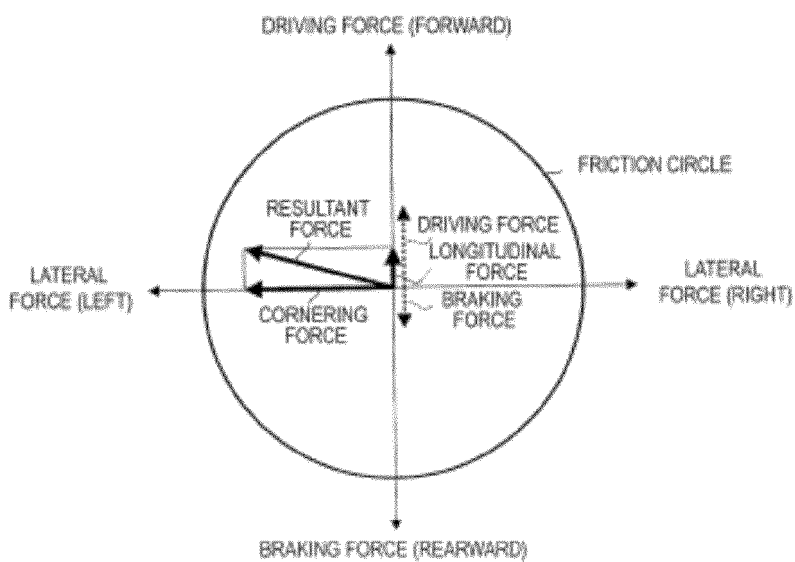 DRIVING FORCE (FORWARD)
FRICTION CIRCLE
RESULTANT
FORCE
DRIVING FORCE
LONGITUDINAL
FORCE
LATERAL
FORCE (LEFT)
LATERAL
FORCE (RIGHT)
CORNERING
FORCE
BRAKING
FORCE
BRAKING FORCE (REARWARD)